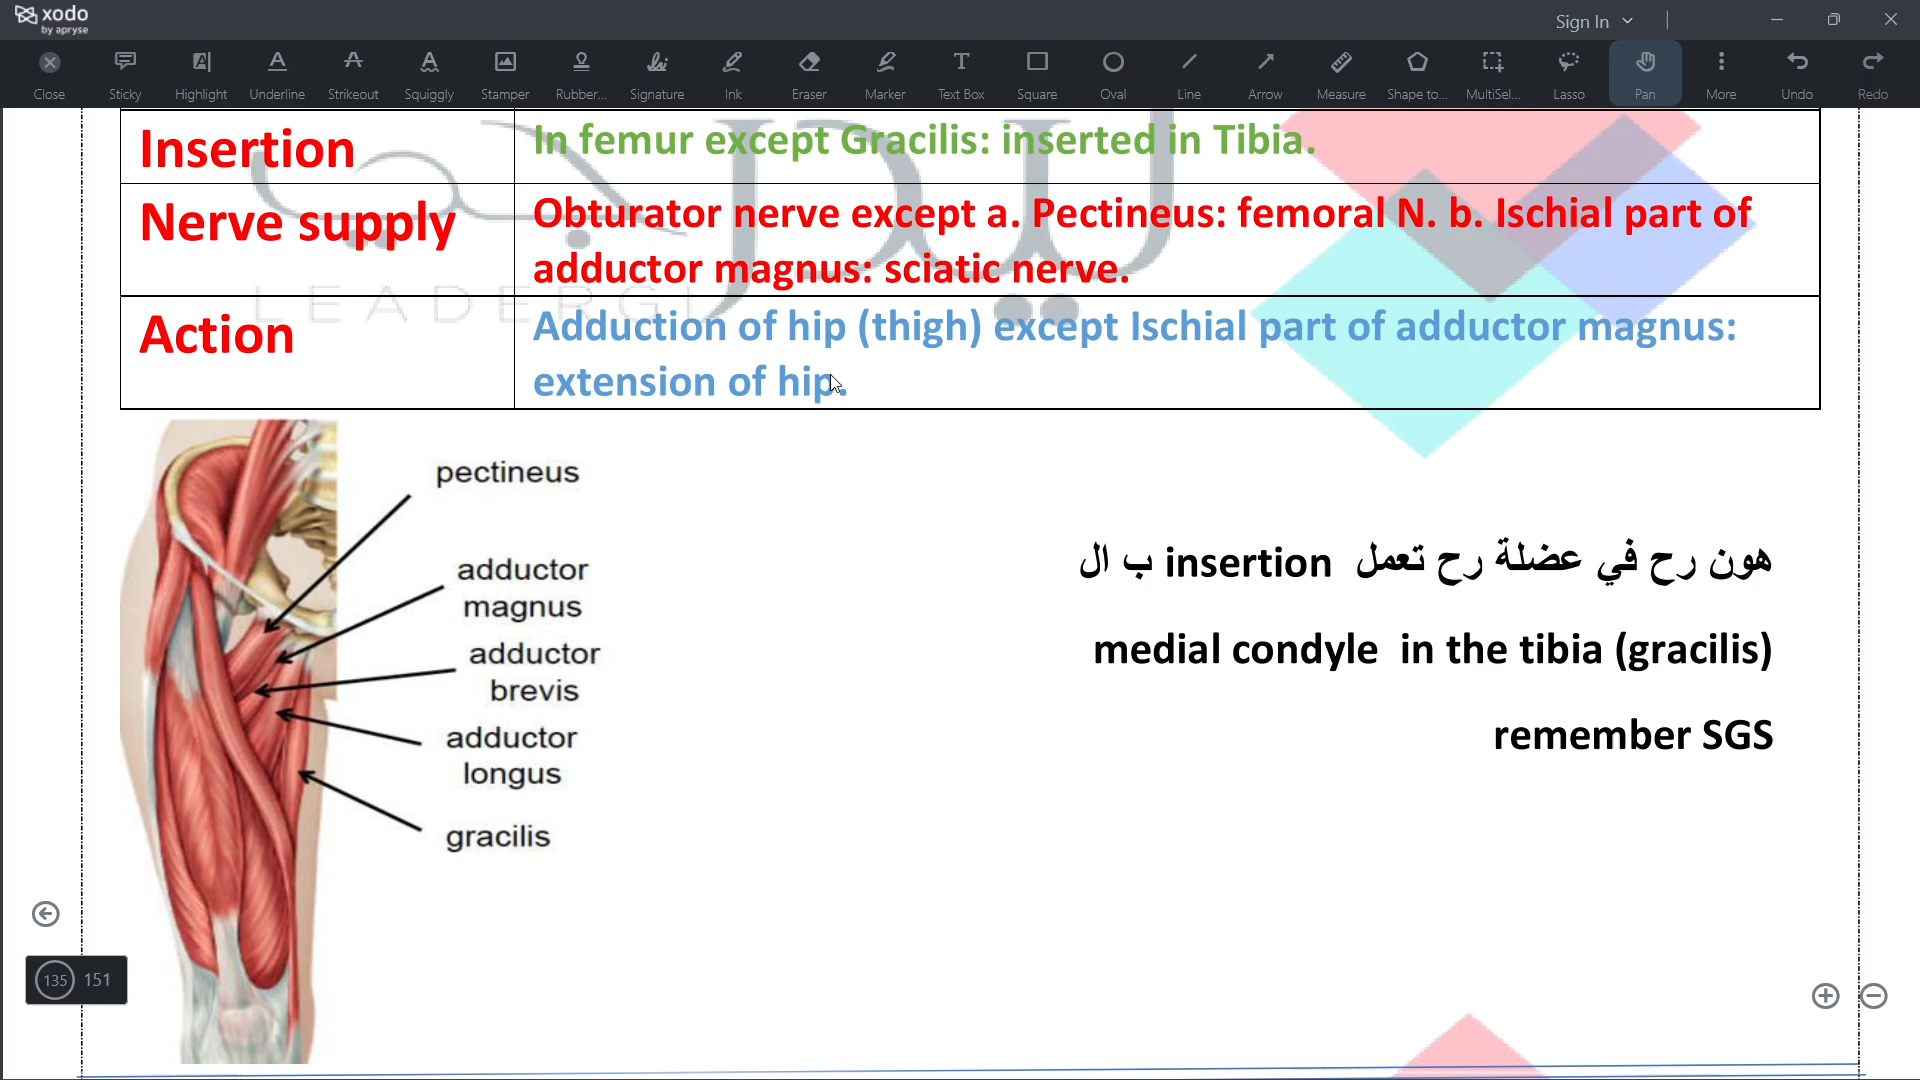 xodo
by apryse
Sign In
Close
Sticky
Highlight
Underline
Strikeout
Squiggly
Stamper
Rubber...
Signature
Ink
Eraser
Marker
Text Box
Square
Oval
Line
Arrow
Measure
Shape to...
MultiSel...
Lasso
Pan
More
Undo
Redo
Insertion
In femur except Gracilis: inserted in Tibia.
Nerve supply
Obturator nerve except a. Pectineus: femoral N. b. Ischial part of
adductor magnus: sciatic nerve.
Action
Adduction of hip (thigh) except Ischial part of adductor magnus:
extension of hip.
LEADERGI
pectineus
adductor
magnus
adductor
brevis
adductor
longus
gracilis
هون رح في عضلة رح تعمل insertion ب ال
medial condyle in the tibia (gracilis)
remember SGS
135 151